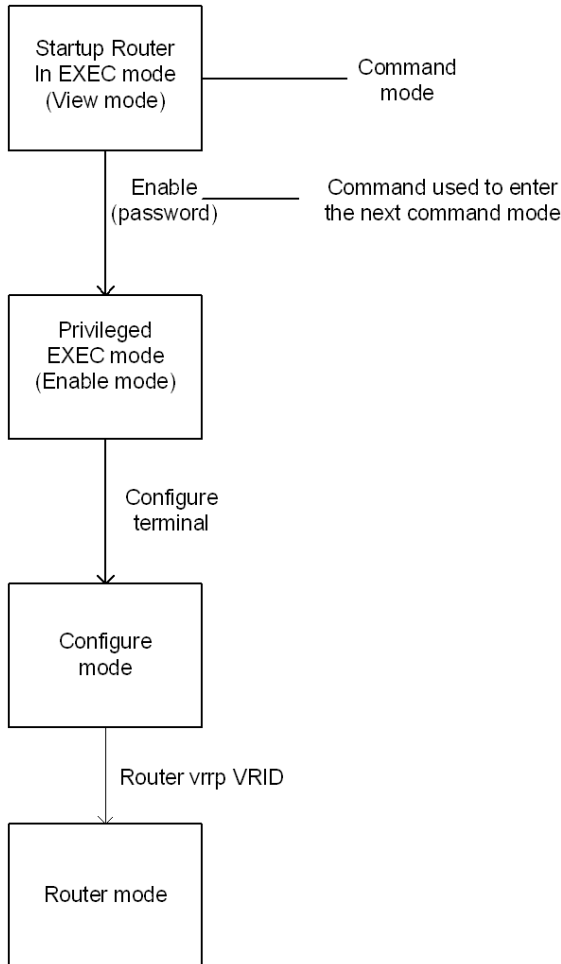 Startup Router
In EXEC mode
(View mode)
Command
mode
Enable
(password)
Command used to enter
the next command mode
Privileged
EXEC mode
(Enable mode)
Configure
terminal
Configure
mode
Router vrrp VRID
Router mode